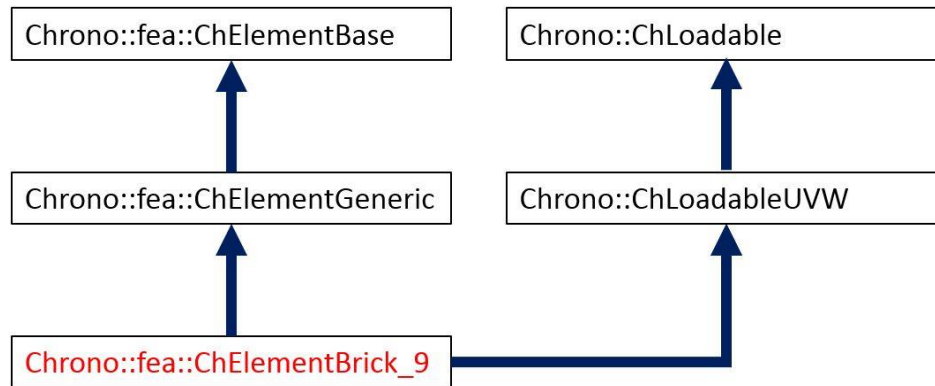 Chrono::fea::ChElementBase
Chrono::ChLoadable
Chrono::fea::ChElementGeneric
Chrono::ChLoadableUVW
Chrono::fea::ChElementBrick_9